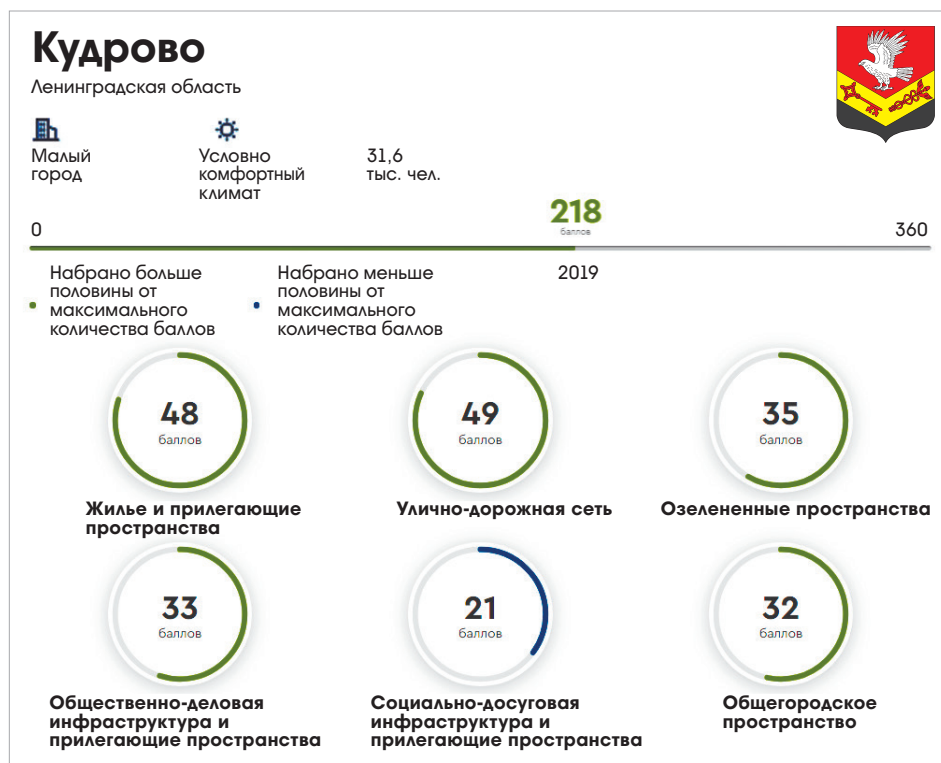 Кудрово
Ленинградская область
Малый
город
Условно
комфортный
климат
31,6
тыс. чел.
0
218
баллов
360
Набрано больше
половины от
максимального
количества баллов
Набрано меньше
половины от
максимального
количества баллов
2019
48
баллов
Жилье и прилегающие
пространства
49
баллов
Улично-дорожная сеть
35
баллов
Озелененные пространства
33
баллов
Общественно-деловая
инфраструктура и
прилегающие пространства
21
баллов
Социально-досуговая
инфраструктура и
прилегающие пространства
32
баллов
Общегородское
пространство